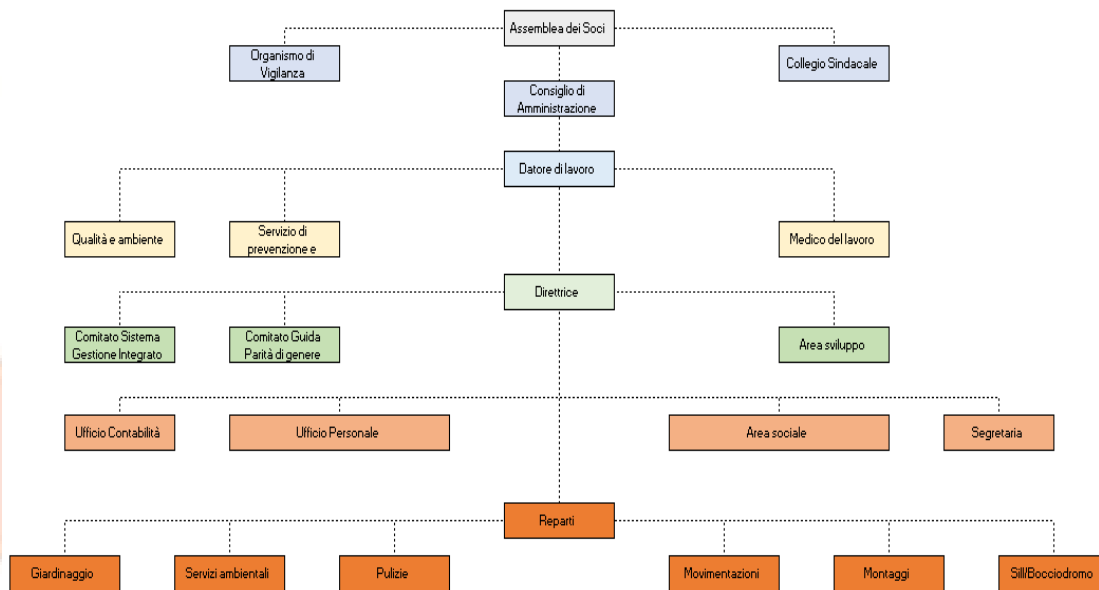 Assemblea dei Soci
Organismo di
Vigilanza
Collegio Sindacale
Consiglio di
Amministrazione
Datore di lavoro
Qualità e ambiente
Servizio di
prevenzione e
Medico del lavoro
Direttrice
Comitato Sistema
Gestione Integrato
Comitato Guida
Parità di genere
Area sviluppo
Ufficio Contabilità
Ufficio Personale
Area sociale
Segretaria
Reparti
Giardinaggio
Servizi ambientali
Pulizie
Movimentazioni
Montaggi
Sill/Bocciodromo